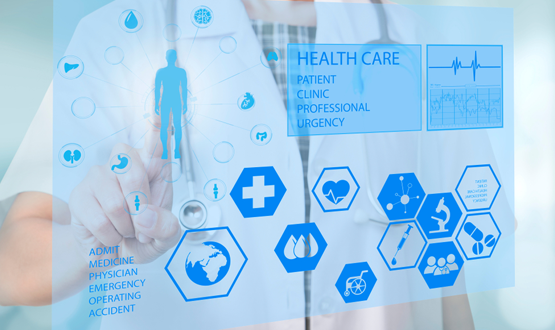 HEALTH CARE
PATIENT
CLINIC
PROFESSIONAL
URGENCY
ADMIT
MEDICINE
PHYSICIAN
EMERGENCY
OPERATING
ACCIDENT